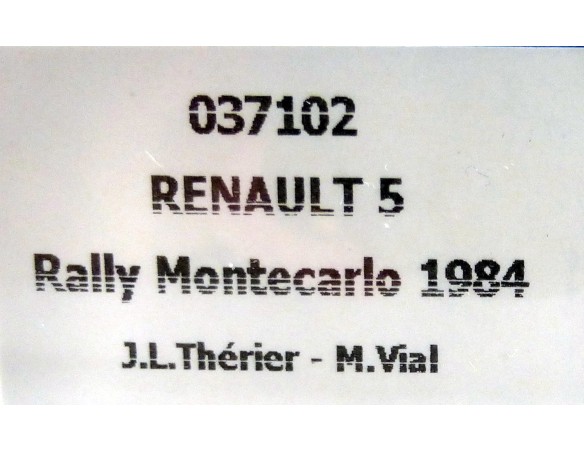 037102
RENAULT 5
Rally Montecarlo 1984
J.L.Thérier - M.Vial